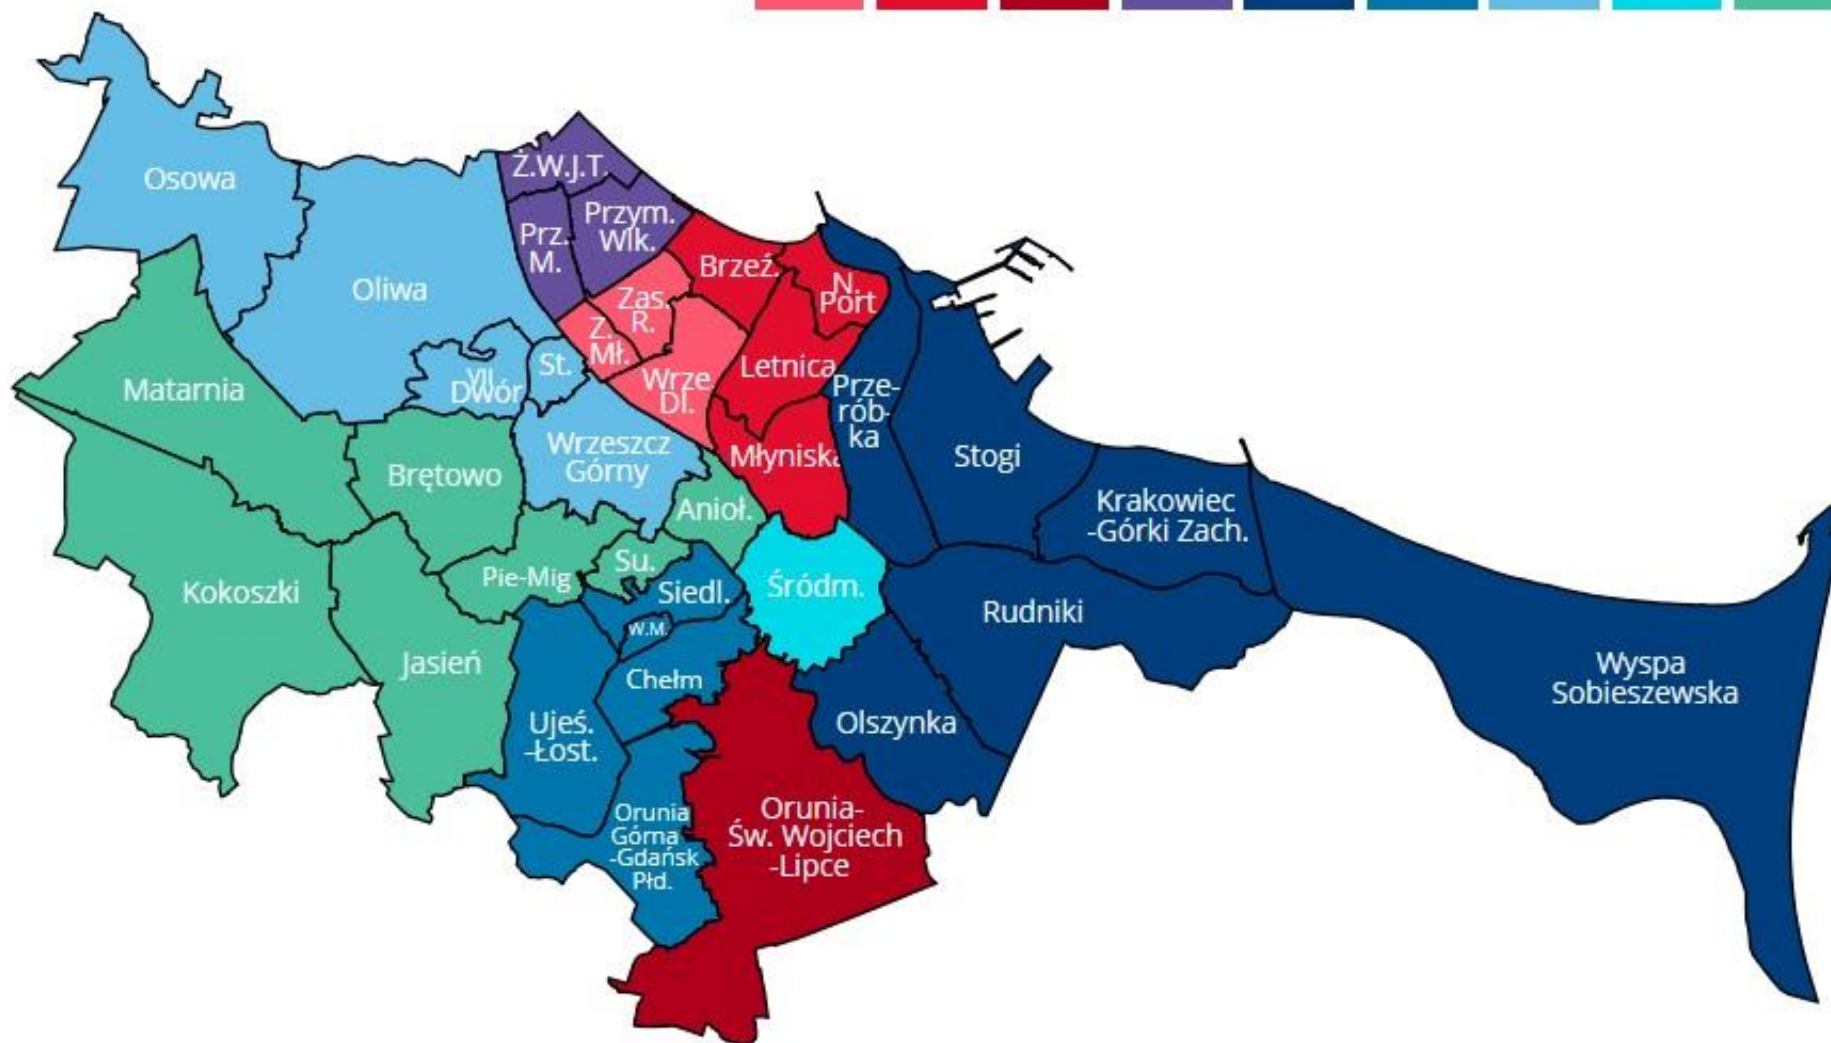 Ż.W.J.T.
Osowa
Przym.
Wlk.
Prz.
M.
Brzeź.
Oliwa
N.
Port
Zas.
R.
Z.
Mł.
St.
Letnica
VII
Dwór
Matarnia
Wrze.
Dl.
Prze-
rób-
ka
Wrzeszcz
Górny
Młyniska
Stogi
Brętowo
Krakowiec
-Górki Zach.
Anioł.
Su.
Pie-Mig
Śródm.
Siedl.
Kokoszki
Rudniki
W.M.
Jasień
Chełm
Wyspa
Sobieszewska
Ujeś.
-Łost.
Olszynka
Orunia
Górna
-Gdańsk
Płd.
Orunia-
Św. Wojciech
-Lipce